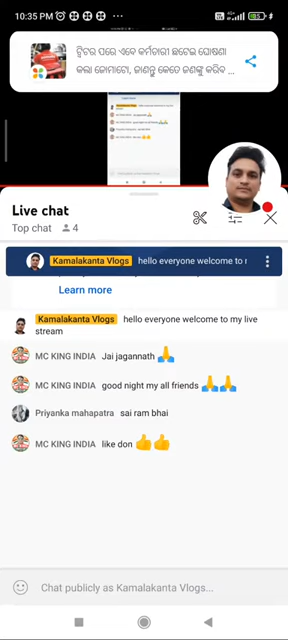 10:35 PM
85
ଟ୍ୱିଟର ପରେ ଏବେ କର୍ମଚାରୀ ଛଟେଇ ଘୋଷଣା
କଲା ଜୋମାଟୋ, ଜାଣନ୍ତୁ କେତେ ଜଣଙ୍କୁ କରିବ ...
Live chat
Top chat 4
Kamalakanta Vlogs hello everyone welcome to r
Learn more
Kamalakanta Vlogs hello everyone welcome to my live
stream
MC KING INDIA Jai jagannath 🙏
MC KING INDIA good night my all friends 🙏🙏
Priyanka mahapatra sai ram bhai
MC KING INDIA like don 👍👍
Chat publicly as Kamalakanta Vlogs...